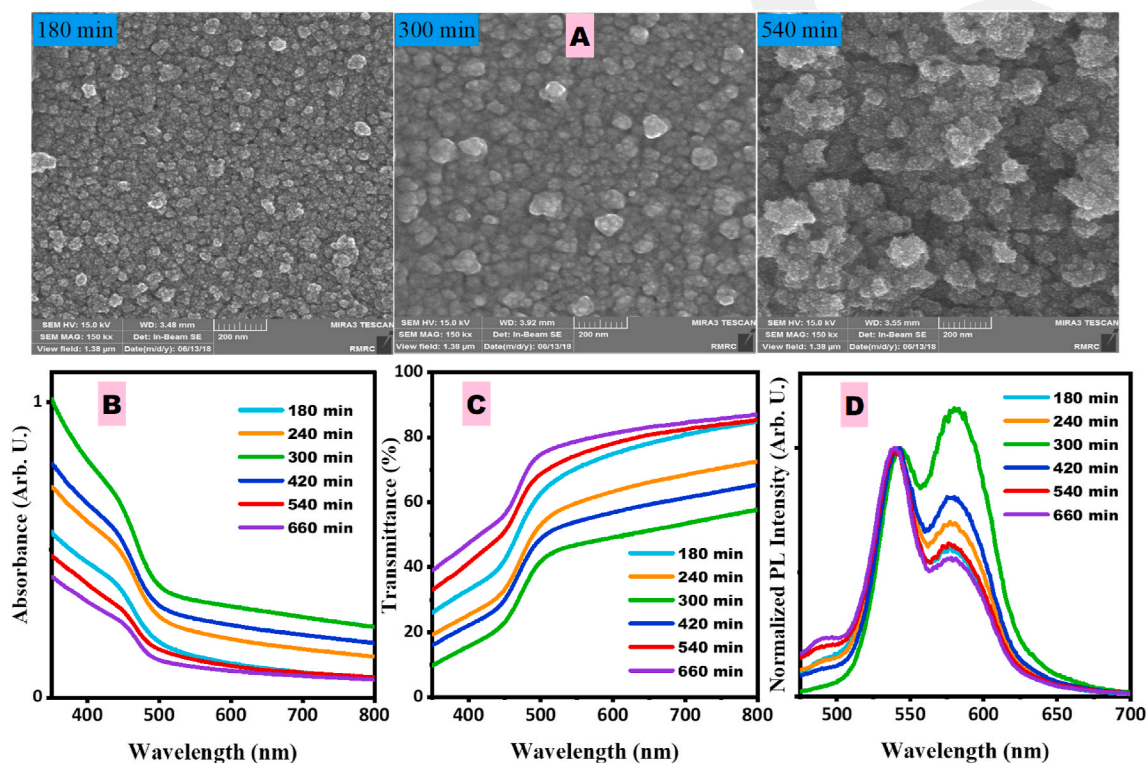 180 min
300 min
A
540 min
SEM HV: 15.0 kV WD: 3.48 mm MIRA3 TESCAN
SEM MAG: 150 kx Det: In-Beam SE 200 nm
View field: 1.38 µm Date(m/d/y): 06/13/18 RMRC
SEM HV: 15.0 kV WD: 3.92 mm MIRA3 TESCAN
SEM MAG: 150 kx Det: In-Beam SE 200 nm
View field: 1.38 µm Date(m/d/y): 06/13/18 RMRC
SEM HV: 15.0 kV WD: 3.55 mm MIRA3 TESCAN
SEM MAG: 150 kx Det: In-Beam SE 200 nm
View field: 1.38 µm Date(m/d/y): 06/13/18 RMRC
B
Absorbance (Arb. U.)
1
0
180 min
240 min
300 min
420 min
540 min
660 min
400 500 600 700 800
Wavelength (nm)
C
Transmittance (%)
100
80
60
40
20
0
180 min
240 min
300 min
420 min
540 min
660 min
400 500 600 700 800
Wavelength (nm)
D
Normalized PL Intensity (Arb. U.)
180 min
240 min
300 min
420 min
540 min
660 min
500 550 600 650 700
Wavelength (nm)